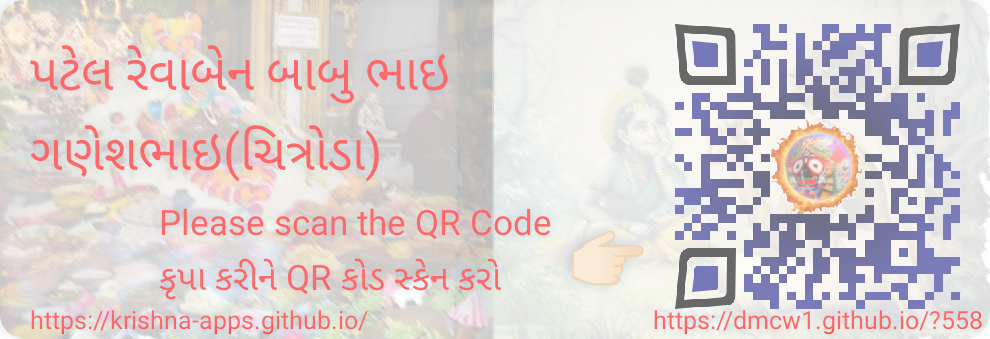 પટેલ રેવાબેન બાબુ ભાઇ
ગણેશભાઇ(ચિત્રોડા)
Please scan the QR Code
કૃપા કરીને QR કોડ સ્કેન કરો
https://krishna-apps.github.io/
https://dmcw1.github.io/?558